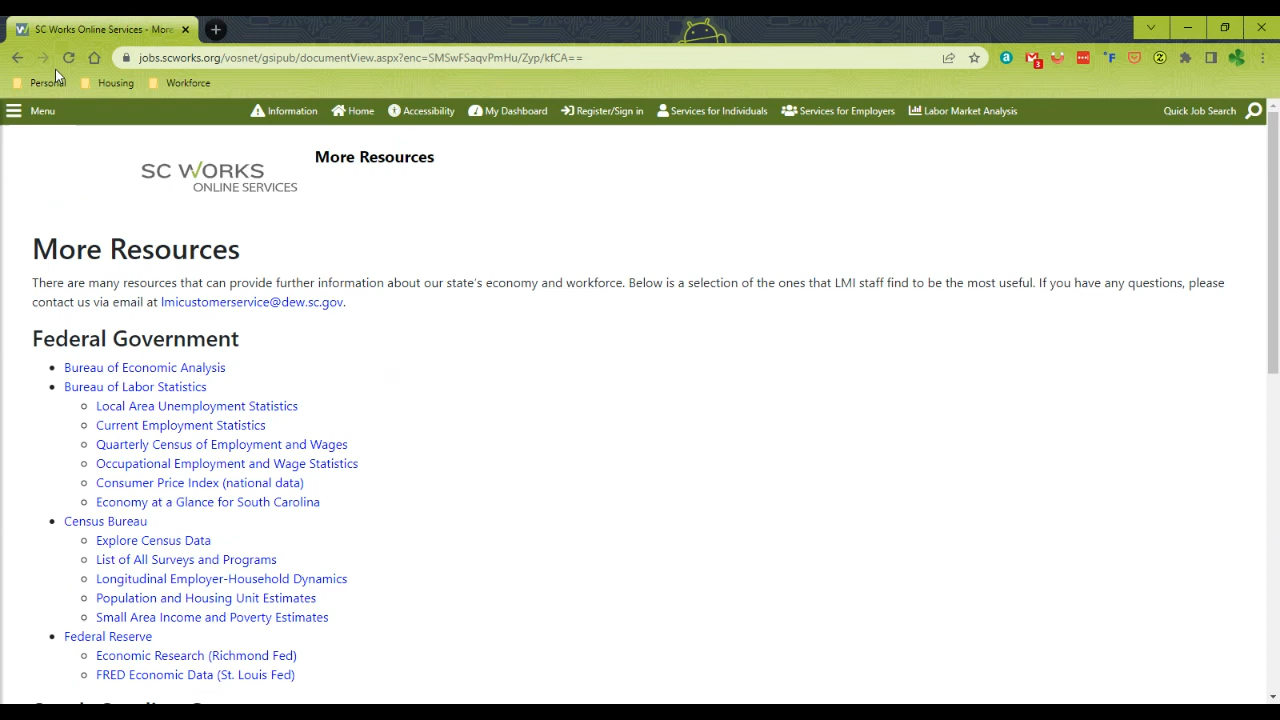 SC Works Online Services - More
jobs.scworks.org/vosnet/gsipub/documentView.aspx?enc=SMSwFSaqvPmHu/Zyp/kfCA==
3
Personal Housing Workforce
Menu Information Home Accessibility My Dashboard Register/Sign in Services for Individuals Services for Employers Labor Market Analysis Quick Job Search
SC WORKS
ONLINE SERVICES
More Resources
More Resources
There are many resources that can provide further information about our state's economy and workforce. Below is a selection of the ones that LMI staff find to be the most useful. If you have any questions, please
contact us via email at lmicustomerservice@dew.sc.gov.
Federal Government
Bureau of Economic Analysis
Bureau of Labor Statistics
Local Area Unemployment Statistics
Current Employment Statistics
Quarterly Census of Employment and Wages
Occupational Employment and Wage Statistics
Consumer Price Index (national data)
Economy at a Glance for South Carolina
Census Bureau
Explore Census Data
List of All Surveys and Programs
Longitudinal Employer-Household Dynamics
Population and Housing Unit Estimates
Small Area Income and Poverty Estimates
Federal Reserve
Economic Research (Richmond Fed)
FRED Economic Data (St. Louis Fed)